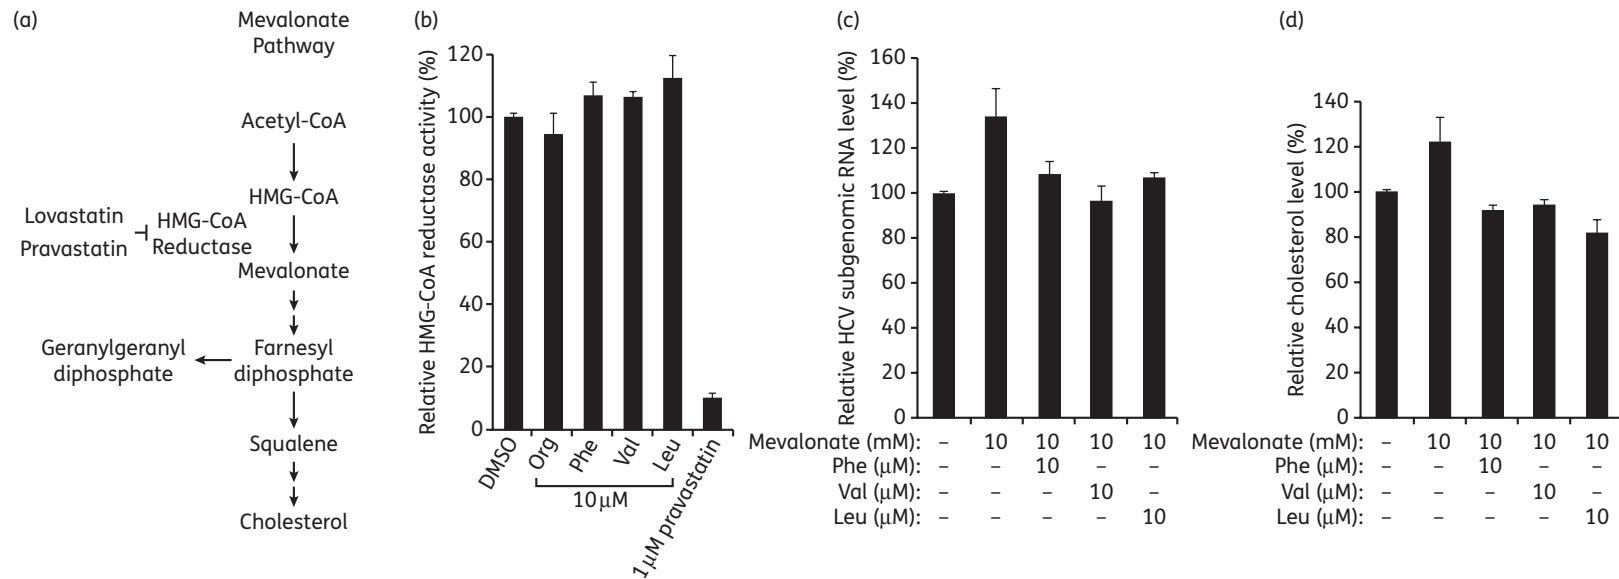 (a)
Mevalonate
Pathway
Acetyl-CoA
HMG-CoA
Lovastatin
Pravastatin
HMG-CoA
Reductase
Mevalonate
Geranylgeranyl
diphosphate
Farnesyl
diphosphate
Squalene
Cholesterol
(b)
Relative HMG-CoA reductase activity (%)
120
100
80
60
40
20
0
DMSO
Org
Phe
Val
Leu
1 µM pravastatin
10 µM
(c)
Relative HCV subgenomic RNA level (%)
160
140
120
100
80
60
40
20
0
Mevalonate (mM): – 10 10 10 10
Phe (µM): – – 10 – –
Val (µM): – – – 10 –
Leu (µM): – – – – 10
(d)
Relative cholesterol level (%)
140
120
100
80
60
40
20
0
Mevalonate (mM): – 10 10 10 10
Phe (µM): – – 10 – –
Val (µM): – – – 10 –
Leu (µM): – – – – 10